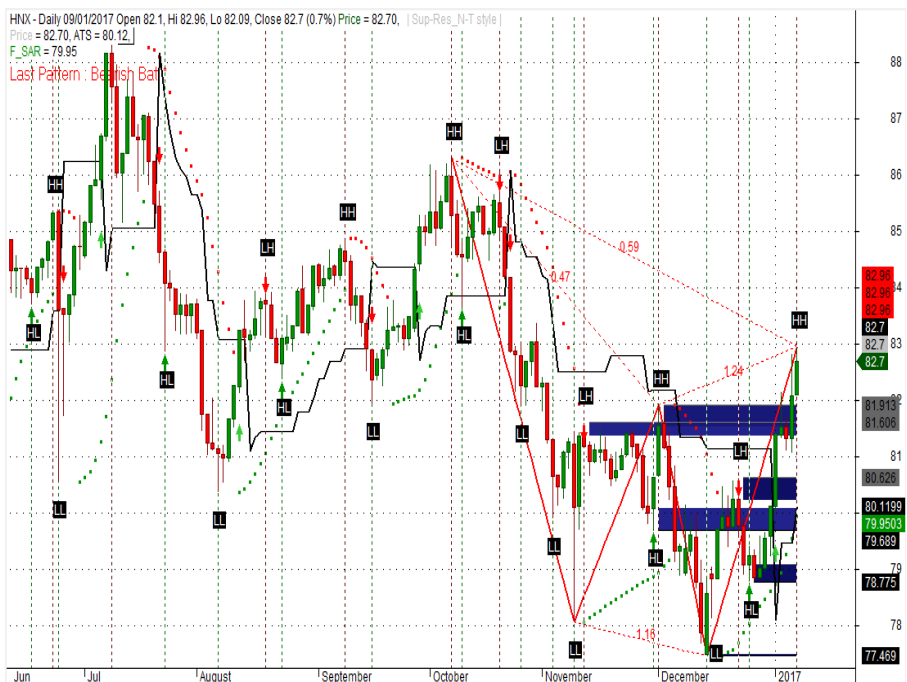 HNX - Daily 09/01/2017 Open 82.1, Hi 82.96, Lo 82.09, Close 82.7 (0.7%) Price = 82.70, | Sup-Res_N-T style |
Price = 82.70, ATS = 80.12,
F_SAR = 79.95
Last Pattern : Bearish Bat
88
87
HH
LH
86
HH
HH
85
LH
0.59
0.47
82.96
82.96
82.96
84
HL
HL
HH
82.7
82.7
83
82.7
1.24
HH
HL
HL
LH
82
81.913
81.606
LL
LL
81
LH
80.626
LL
LL
80.1199
79.9503
79.689
LL
HL
79
78.775
HL
78
1.16
LL
LL
77.469
Jun
Jul
August
September
October
November
December
2017